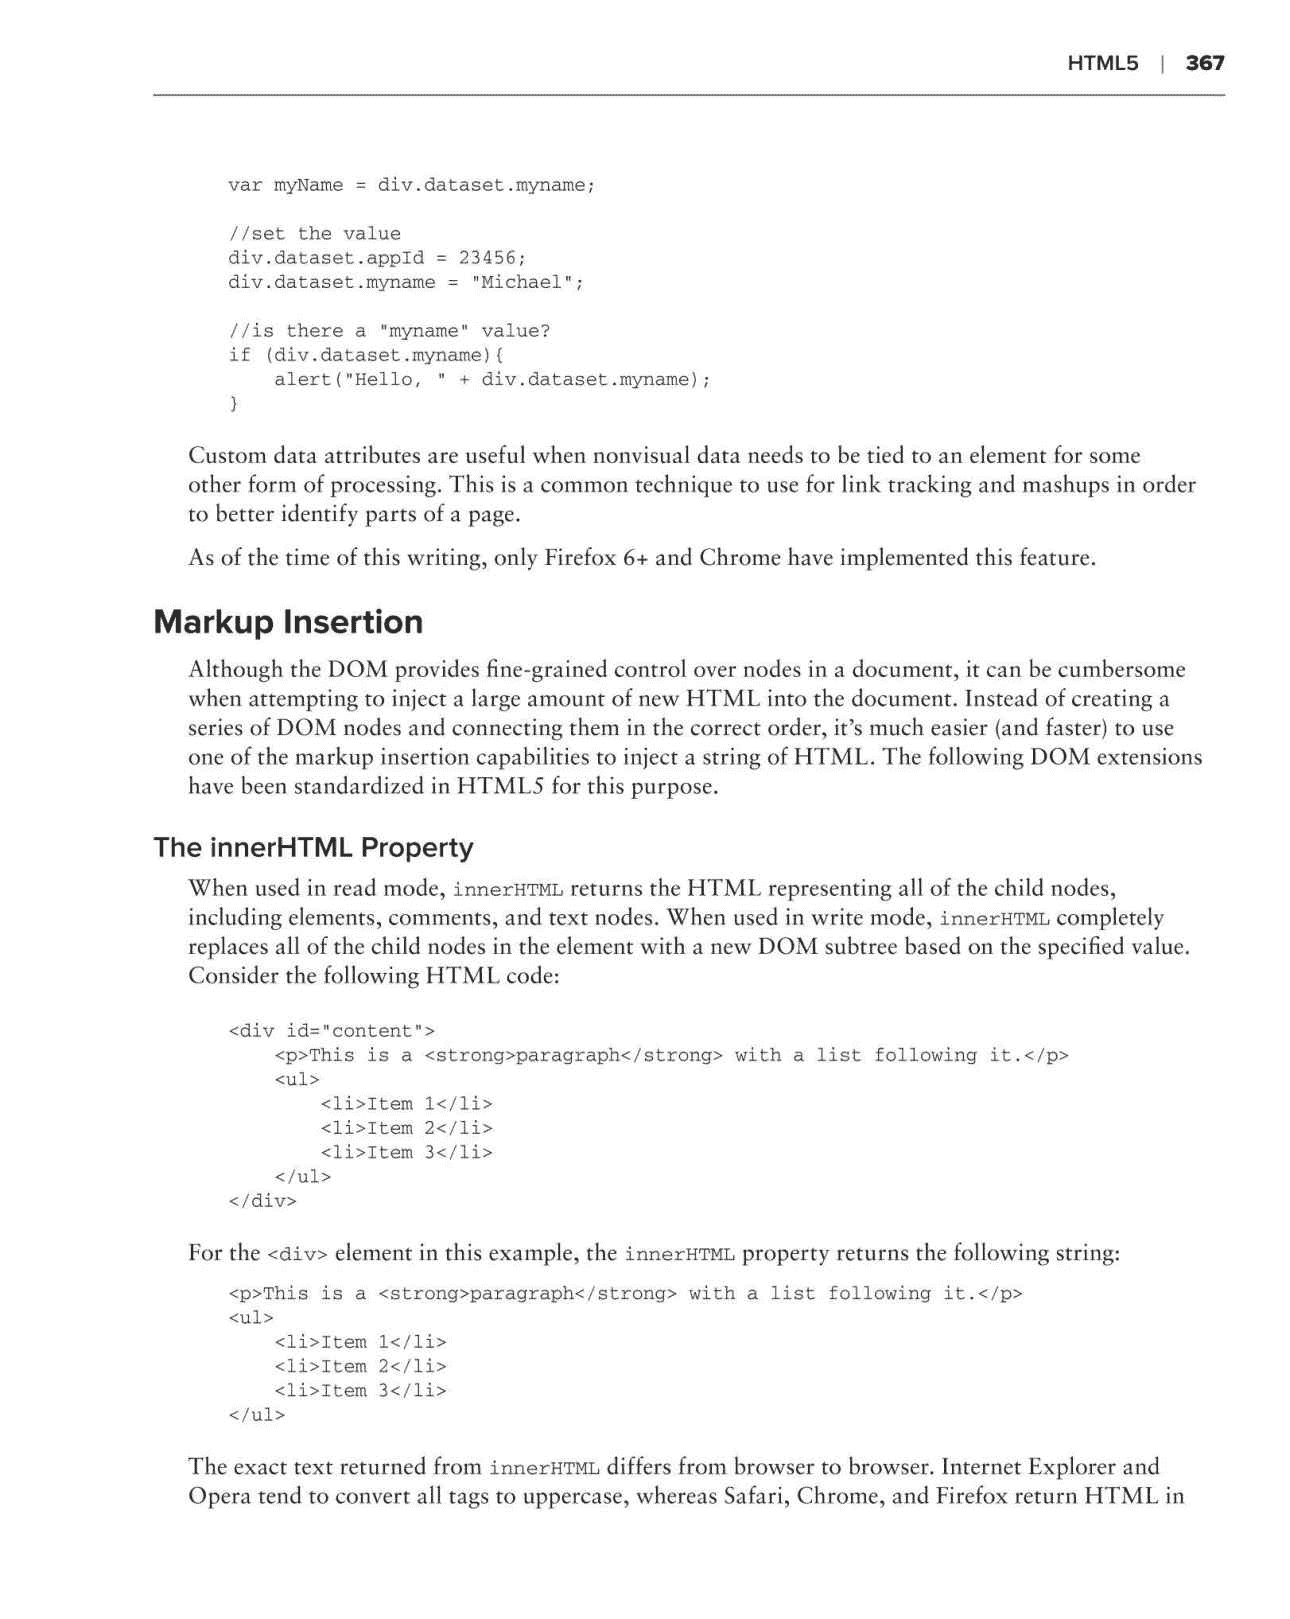 HTML5 | 367
var myName = div.dataset.myname;
//set the value
div.dataset.appId = 23456;
div.dataset.myname = "Michael";
//is there a "myname" value?
if (div.dataset.myname){
    alert("Hello, " + div.dataset.myname);
}
Custom data attributes are useful when nonvisual data needs to be tied to an element for some
other form of processing. This is a common technique to use for link tracking and mashups in order
to better identify parts of a page.
As of the time of this writing, only Firefox 6+ and Chrome have implemented this feature.
Markup Insertion
Although the DOM provides fine-grained control over nodes in a document, it can be cumbersome
when attempting to inject a large amount of new HTML into the document. Instead of creating a
series of DOM nodes and connecting them in the correct order, it's much easier (and faster) to use
one of the markup insertion capabilities to inject a string of HTML. The following DOM extensions
have been standardized in HTML5 for this purpose.
The innerHTML Property
When used in read mode, innerHTML returns the HTML representing all of the child nodes,
including elements, comments, and text nodes. When used in write mode, innerHTML completely
replaces all of the child nodes in the element with a new DOM subtree based on the specified value.
Consider the following HTML code:
<div id="content">
    <p>This is a <strong>paragraph</strong> with a list following it.</p>
    <ul>
        <li>Item 1</li>
        <li>Item 2</li>
        <li>Item 3</li>
    </ul>
</div>
For the <div> element in this example, the innerHTML property returns the following string:
<p>This is a <strong>paragraph</strong> with a list following it.</p>
<ul>
    <li>Item 1</li>
    <li>Item 2</li>
    <li>Item 3</li>
</ul>
The exact text returned from innerHTML differs from browser to browser. Internet Explorer and
Opera tend to convert all tags to uppercase, whereas Safari, Chrome, and Firefox return HTML in